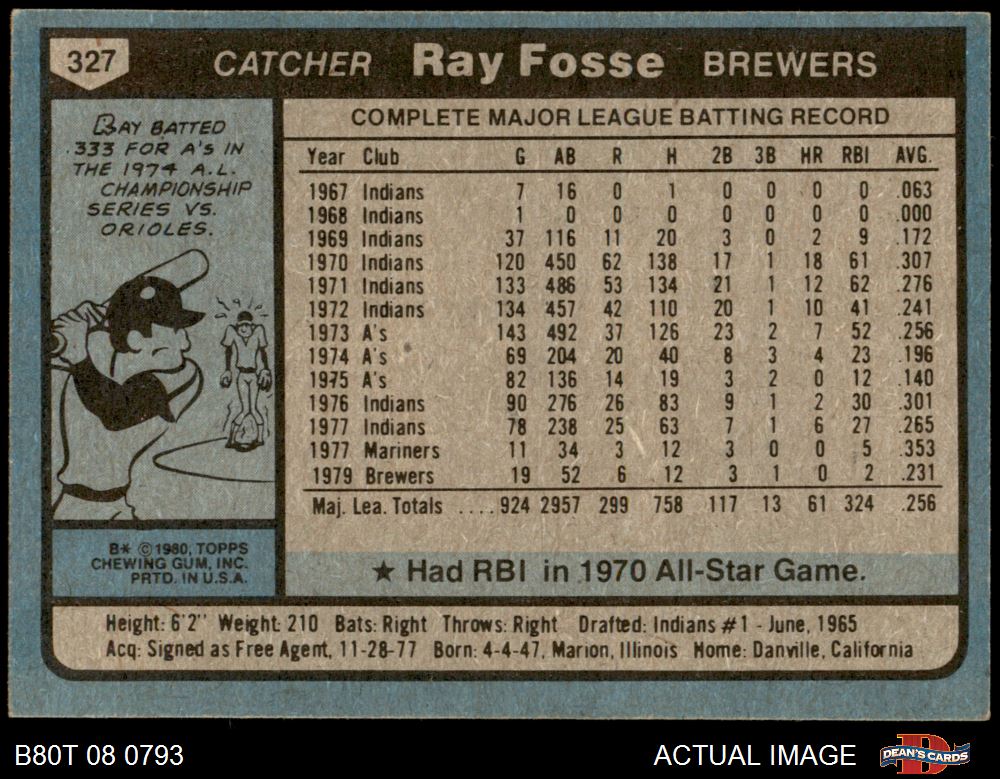 327 CATCHER Ray Fosse BREWERS
RAY BATTED
.333 FOR A's IN
THE 1974 A.L.
CHAMPIONSHIP
SERIES VS.
ORIOLES.
COMPLETE MAJOR LEAGUE BATTING RECORD
Year Club G AB R H 2B 3B HR RBI AVG.
1967 Indians 7 16 0 1 0 0 0 0 .063
1968 Indians 1 0 0 0 0 0 0 0 .000
1969 Indians 37 116 11 20 3 0 2 9 .172
1970 Indians 120 450 62 138 17 1 18 61 .307
1971 Indians 133 486 53 134 21 1 12 62 .276
1972 Indians 134 457 42 110 20 1 10 41 .241
1973 A's 143 492 37 126 23 2 7 52 .256
1974 A's 69 204 20 40 8 3 4 23 .196
1975 A's 82 136 14 19 3 2 0 12 .140
1976 Indians 90 276 26 83 9 1 2 30 .301
1977 Indians 78 238 25 63 7 1 6 27 .265
1977 Mariners 11 34 3 12 3 0 0 5 .353
1979 Brewers 19 52 6 12 3 1 0 2 .231
Maj. Lea. Totals ....924 2957 299 758 117 13 61 324 .256
B* ©1980, TOPPS
CHEWING GUM, INC.
PRTD. IN U.S.A.
★ Had RBI in 1970 All-Star Game.
Height: 6'2" Weight: 210 Bats: Right Throws: Right Drafted: Indians #1 - June, 1965
Acq: Signed as Free Agent, 11-28-77 Born: 4-4-47, Marion, Illinois Home: Danville, California
B80T 08 0793 ACTUAL IMAGE DEAN'S CARDS